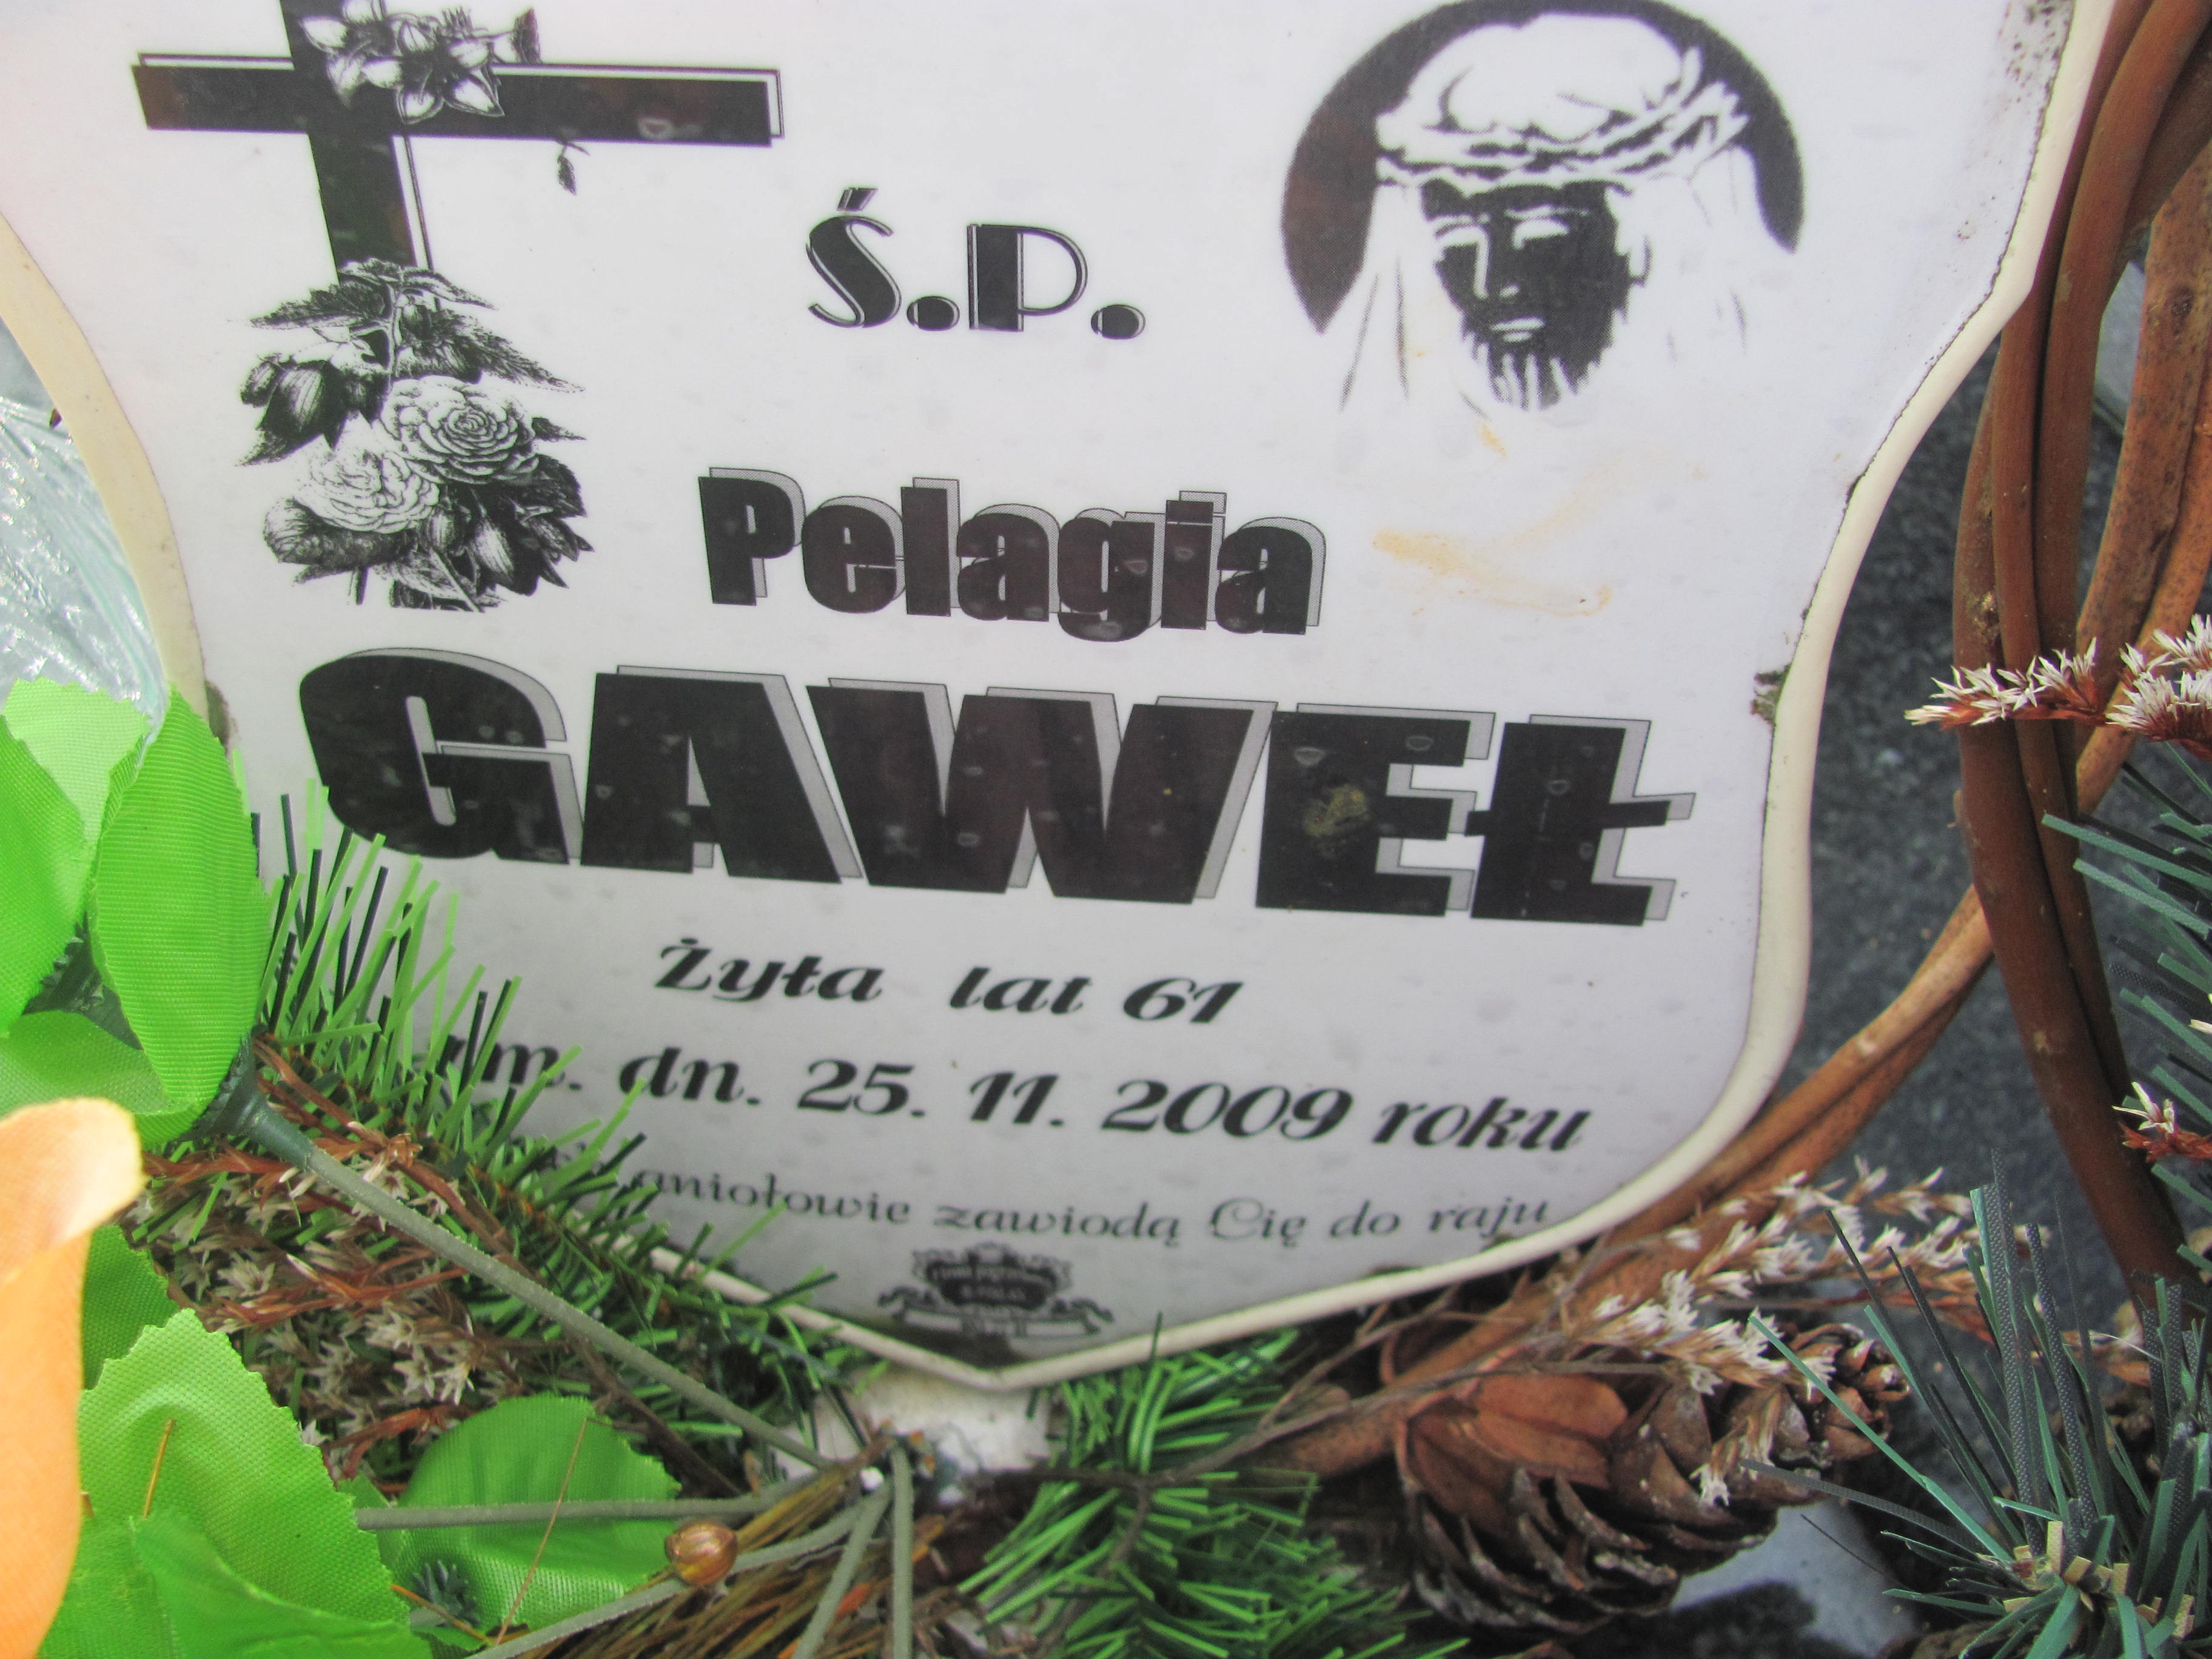 Ś.P.
Pelagia
GAWEŁ
Żyła lat 61
zm. dn. 25. 11. 2009 roku
aniołowie zawiodą Cię do raju